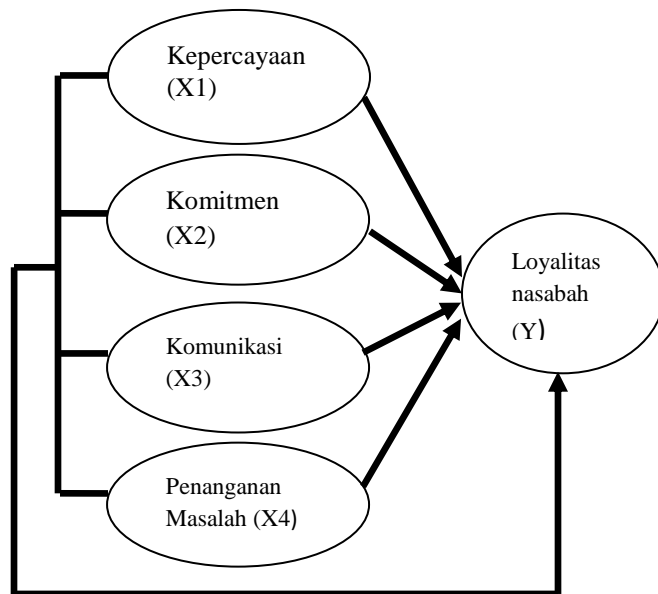 Kepercayaan
(X1)
Komitmen
(X2)
Komunikasi
(X3)
Penanganan
Masalah (X4)
Loyalitas
nasabah
(Y)